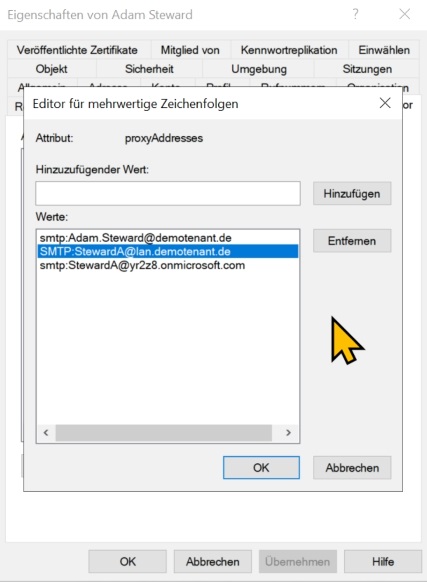 Eigenschaften von Adam Steward
Veröffentlichte Zertifikate Mitglied von Kennwortreplikation Einwählen
Objekt Sicherheit Umgebung Sitzungen
Editor für mehrwertige Zeichenfolgen
Attribut: proxyAddresses
Hinzuzufügender Wert:
Hinzufügen
Werte:
smtp:Adam.Steward@demotenant.de
Entfernen
SMTP:StewardA@lan.demotenant.de
smtp:StewardA@yr2z8.onmicrosoft.com
OK Abbrechen
OK Abbrechen Übernehmen Hilfe